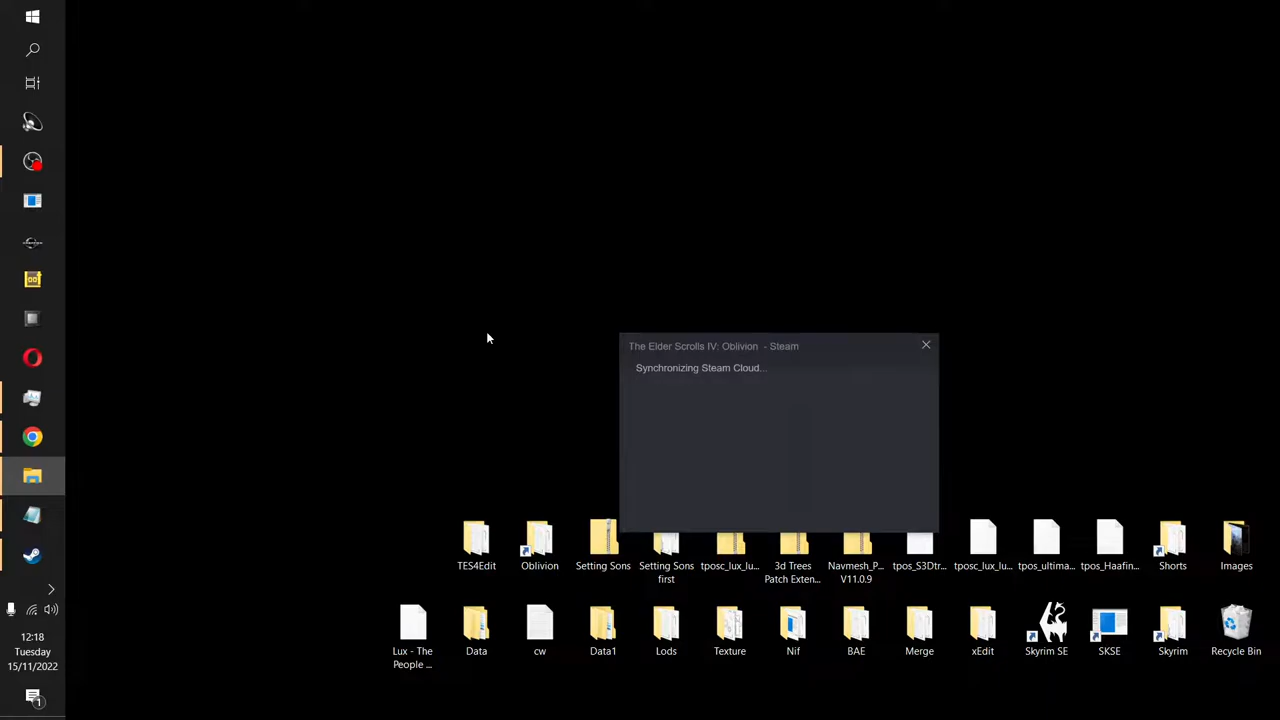 The Elder Scrolls IV: Oblivion - Steam
Synchronizing Steam Cloud...
TES4Edit
Oblivion
Setting Sons
Setting Sons
first
tposc_lux_lu...
3d Trees
Patch Exten...
Navmesh_P...
V11.0.9
tpos_S3Dtr...
tposc_lux_lu...
tpos_ultima...
tpos_Haafin...
Shorts
Images
Lux - The
People ...
Data
cw
Data1
Lods
Texture
Nif
BAE
Merge
xEdit
Skyrim SE
SKSE
Skyrim
Recycle Bin
12:18
Tuesday
15/11/2022
1